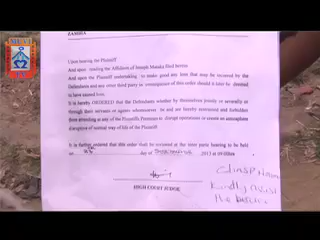 ZAMBIA
Upon hearing the Plaintiff
And upon reading the Affidavit of Joseph filed herein
And upon the Plaintiff undertaking to make good any loss that may be incurred by the
Defendants and any other third party in consequence of this order should it later be deemed
to have caused loss.
It is hereby ORDERED that the Defendants whether by themselves jointly or severally or
through their servants or agents whomsoever be and are hereby restrained and forbidden
from attending at any of the Plaintiffs Premises to disrupt operations or create an atmosphere
disruptive of normal way of life of the Plaintiff
It is further ordered that this order shall be reviewed at the inter parte hearing to be held
on day of 2013 at 09:00hrs
HIGH COURT JUDGE
Kindly assist
the